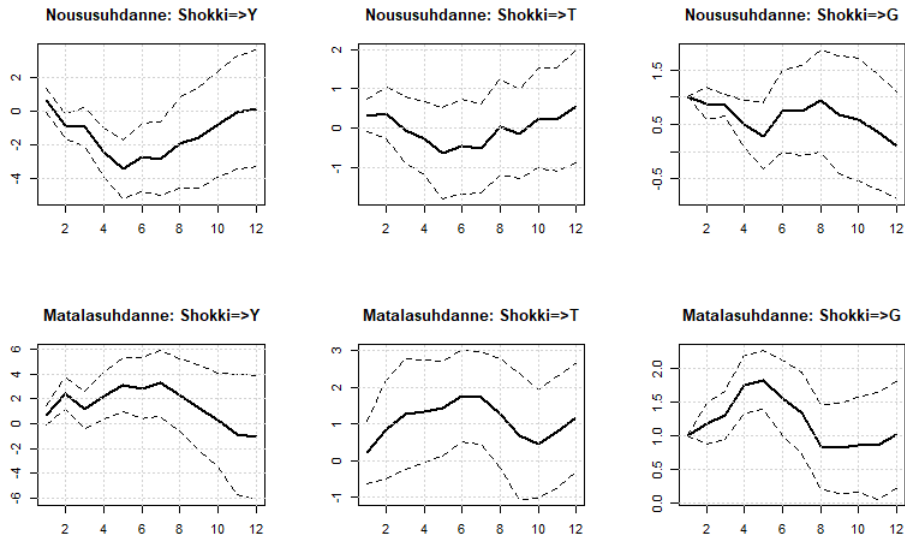 Noususuhdanne: Shokki=>Y
Noususuhdanne: Shokki=>T
Noususuhdanne: Shokki=>G
2
0
-2
-4
2 4 6 8 10 12
2
1
0
-1
2 4 6 8 10 12
1.5
0.5
-0.5
2 4 6 8 10 12
Matalasuhdanne: Shokki=>Y
Matalasuhdanne: Shokki=>T
Matalasuhdanne: Shokki=>G
6
4
2
0
-2
-4
-6
2 4 6 8 10 12
3
2
1
0
-1
2 4 6 8 10 12
2.0
1.5
1.0
0.5
0.0
2 4 6 8 10 12